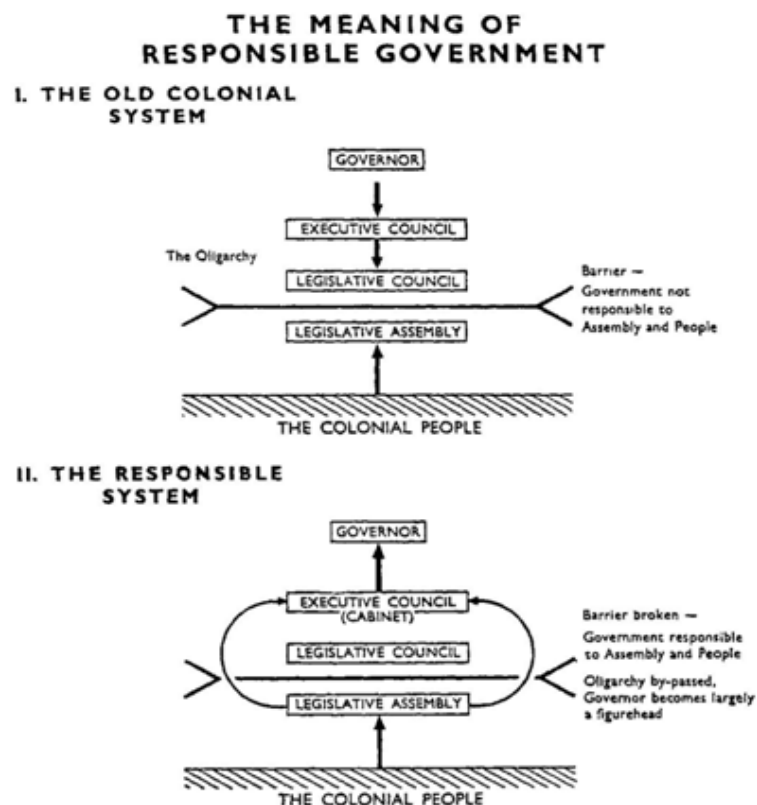 THE MEANING OF
RESPONSIBLE GOVERNMENT
I. THE OLD COLONIAL
SYSTEM
GOVERNOR
EXECUTIVE COUNCIL
The Oligarchy
LEGISLATIVE COUNCIL
Barrier —
Government not
responsible to
Assembly and People
LEGISLATIVE ASSEMBLY
THE COLONIAL PEOPLE
II. THE RESPONSIBLE
SYSTEM
GOVERNOR
EXECUTIVE COUNCIL
(CABINET)
LEGISLATIVE COUNCIL
LEGISLATIVE ASSEMBLY
Barrier broken —
Government responsible
to Assembly and People
Oligarchy by-passed,
Governor becomes largely
a figurehead
THE COLONIAL PEOPLE